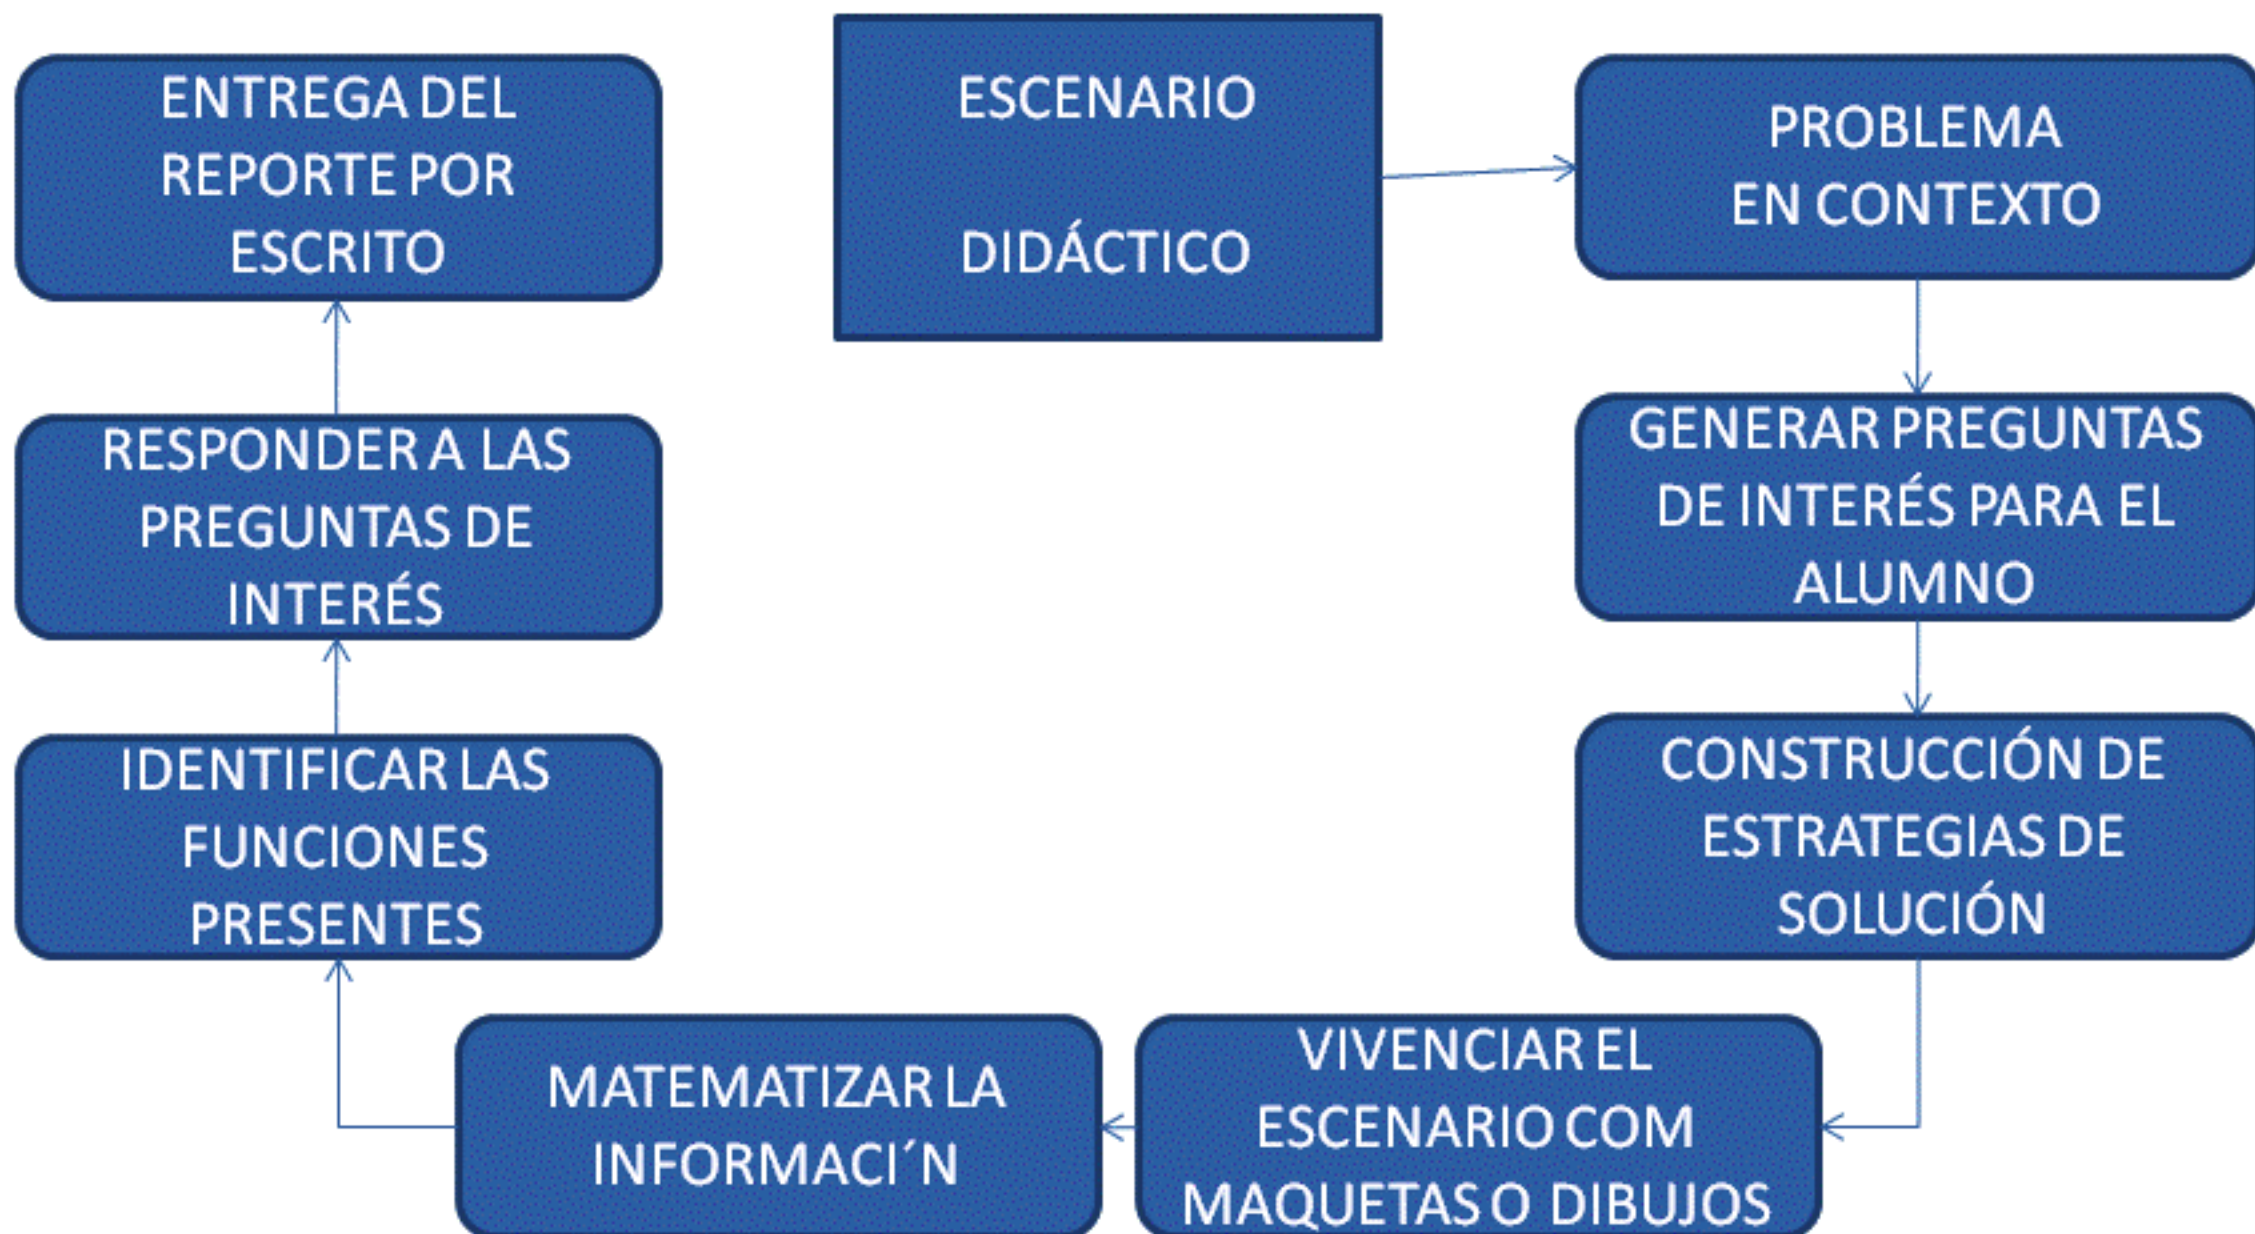 ESCENARIO
DIDÁCTICO
PROBLEMA
EN CONTEXTO
GENERAR PREGUNTAS
DE INTERÉS PARA EL
ALUMNO
CONSTRUCCIÓN DE
ESTRATEGIAS DE
SOLUCIÓN
VIVENCIAR EL
ESCENARIO COM
MAQUETAS O DIBUJOS
MATEMATIZAR LA
INFORMACI´N
IDENTIFICAR LAS
FUNCIONES
PRESENTES
RESPONDER A LAS
PREGUNTAS DE
INTERÉS
ENTREGA DEL
REPORTE POR
ESCRITO